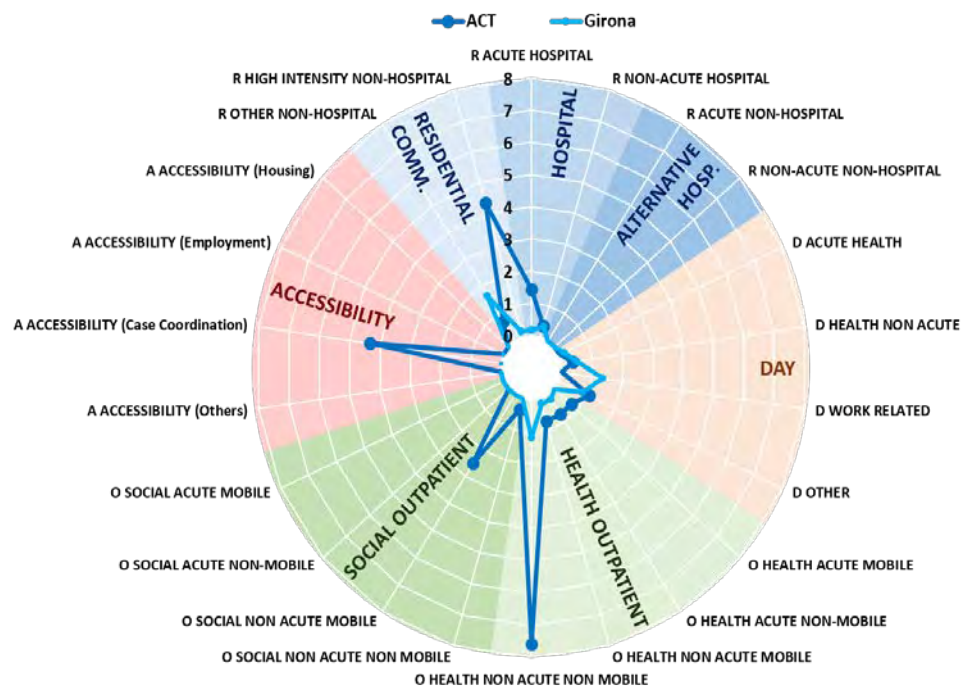 ACT
Girona
R ACUTE HOSPITAL
R HIGH INTENSITY NON-HOSPITAL
R NON-ACUTE HOSPITAL
R OTHER NON-HOSPITAL
R ACUTE NON-HOSPITAL
A ACCESSIBILITY (Housing)
R NON-ACUTE NON-HOSPITAL
A ACCESSIBILITY (Employment)
D ACUTE HEALTH
A ACCESSIBILITY (Case Coordination)
D HEALTH NON ACUTE
A ACCESSIBILITY (Others)
D WORK RELATED
O SOCIAL ACUTE MOBILE
D OTHER
O SOCIAL ACUTE NON-MOBILE
O HEALTH ACUTE MOBILE
O SOCIAL NON ACUTE MOBILE
O HEALTH ACUTE NON-MOBILE
O SOCIAL NON ACUTE NON MOBILE
O HEALTH NON ACUTE MOBILE
O HEALTH NON ACUTE NON MOBILE
8
7
6
5
4
3
2
1
0
RESIDENTIAL
COMM.
HOSPITAL
ALTERNATIVE
HOSP.
ACCESSIBILITY
DAY
SOCIAL OUTPATIENT
HEALTH OUTPATIENT